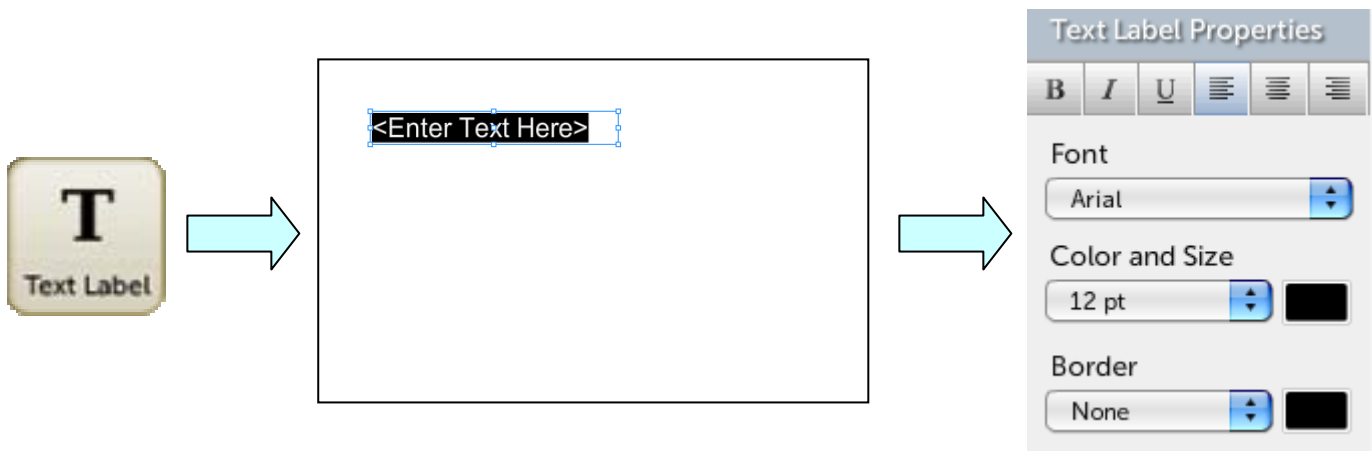 T
Text Label
<Enter Text Here>
Text Label Properties
B I U
Font
Arial
Color and Size
12 pt
Border
None